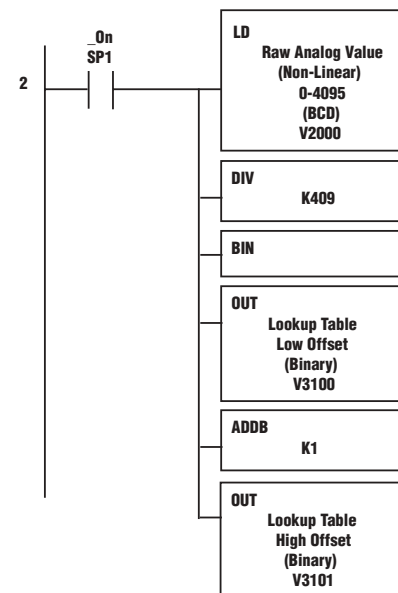 _On
SP1
2
LD
Raw Analog Value
(Non-Linear)
0-4095
(BCD)
V2000
DIV
K409
BIN
OUT
Lookup Table
Low Offset
(Binary)
V3100
ADDB
K1
OUT
Lookup Table
High Offset
(Binary)
V3101